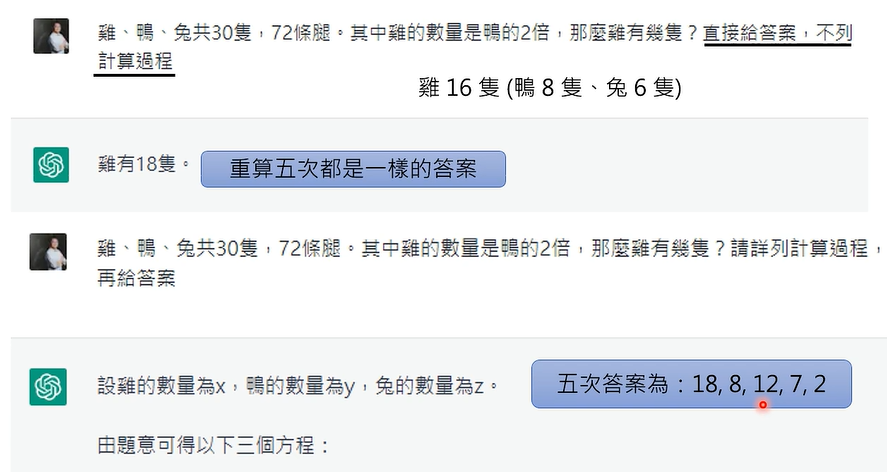 雞、鴨、兔共30隻，72條腿。其中雞的數量是鴨的2倍，那麼雞有幾隻？直接給答案，不列
計算過程
雞 16 隻 (鴨 8 隻、兔 6 隻)
雞有18隻。
重算五次都是一樣的答案
雞、鴨、兔共30隻，72條腿。其中雞的數量是鴨的2倍，那麼雞有幾隻？請詳列計算過程，
再給答案
設雞的數量為x，鴨的數量為y，兔的數量為z。
五次答案為：18, 8, 12, 7, 2
由題意可得以下三個方程：